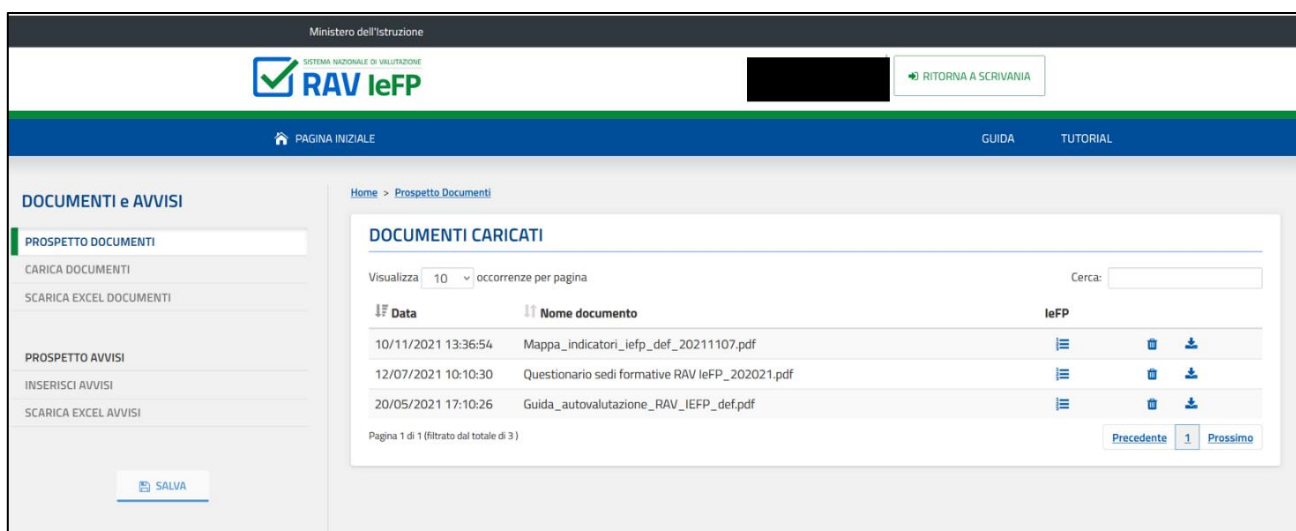 Ministero dell'Istruzione
SISTEMA NAZIONALE DI VALUTAZIONE
RAV IeFP
RITORNA A SCRIVANIA
PAGINA INIZIALE
GUIDA
TUTORIAL
DOCUMENTI e AVVISI
PROSPETTO DOCUMENTI
CARICA DOCUMENTI
SCARICA EXCEL DOCUMENTI
PROSPETTO AVVISI
INSERISCI AVVISI
SCARICA EXCEL AVVISI
SALVA
Home > Prospetto Documenti
DOCUMENTI CARICATI
Visualizza 10 occorrenze per pagina
Cerca:
Data Nome documento IeFP
10/11/2021 13:36:54 Mappa_indicatori_iefp_def_20211107.pdf
12/07/2021 10:10:30 Questionario sedi formative RAV IeFP_202021.pdf
20/05/2021 17:10:26 Guida_autovalutazione_RAV_IEFP_def.pdf
Pagina 1 di 1 (filtrato dal totale di 3 )
Precedente 1 Prossimo